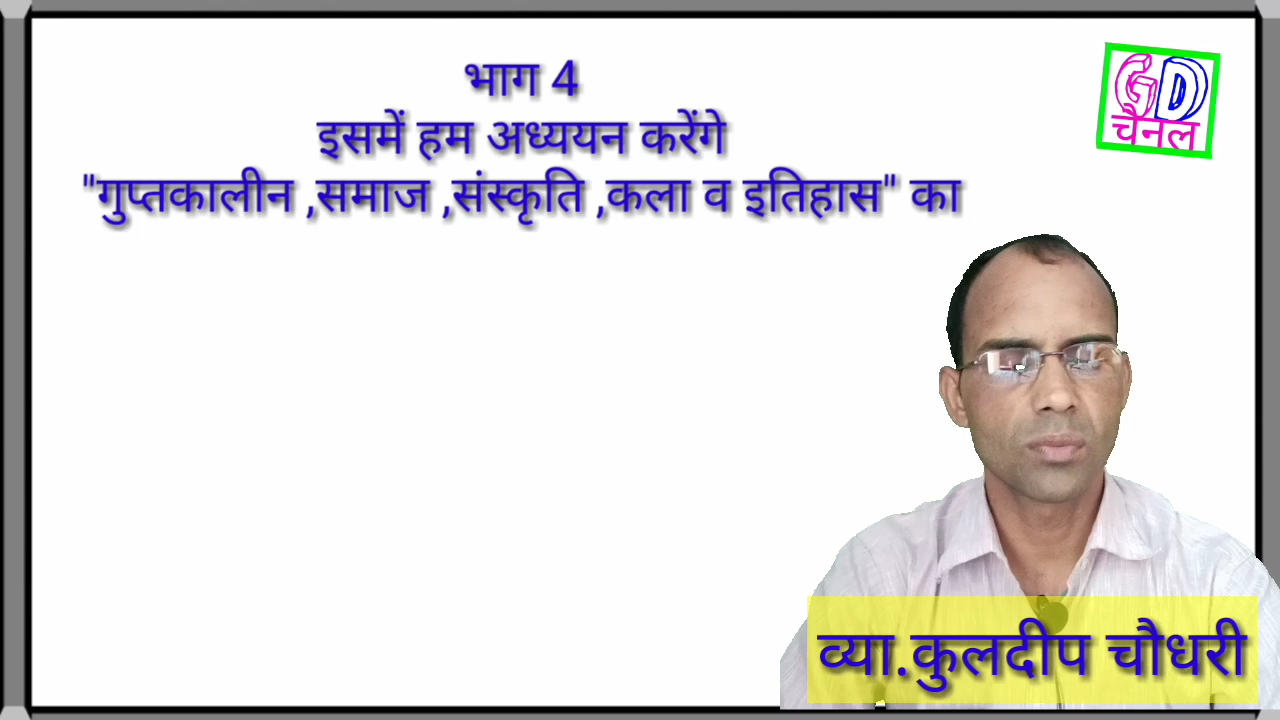 भाग 4
इसमें हम अध्ययन करेंगे
"गुप्तकालीन ,समाज ,संस्कृति ,कला व इतिहास" का
GD
चैनल
व्या.कुलदीप चौधरी